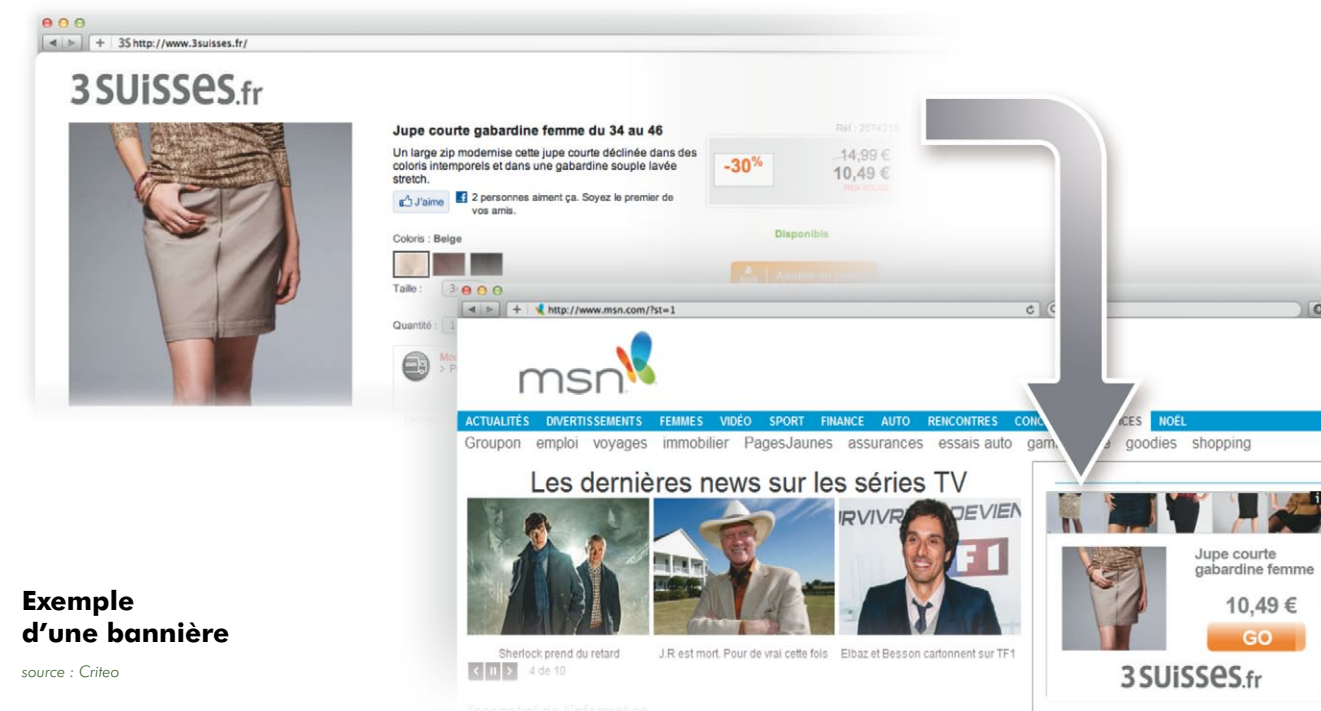 3S http://www.3suisses.fr/
3 SUISSES.fr
Jupe courte gabardine femme du 34 au 46
Un large zip modernise cette jupe courte déclinée dans des
coloris intemporels et dans une gabardine souple lavée
stretch.
J'aime
2 personnes aiment ça. Soyez le premier de
vos amis.
-30%
14,99 €
10,49 €
Disponible
Coloris : Beige
Taille :
Quantité :
http://www.msn.com/?st=1
msn
ACTUALITÉS DIVERTISSEMENTS FEMMES VIDÉO SPORT FINANCE AUTO RENCONTRES NOËL
Groupon emploi voyages immobilier PagesJaunes assurances essais auto goodies shopping
Les dernières news sur les séries TV
TF1
Sherlock prend du retard
J.R est mort. Pour de vrai cette fois
Elbaz et Besson cartonnent sur TF1
4 de 10
Jupe courte
gabardine femme
10,49 €
GO
3 SUISSES.fr
Exemple
d'une bannière
source : Criteo